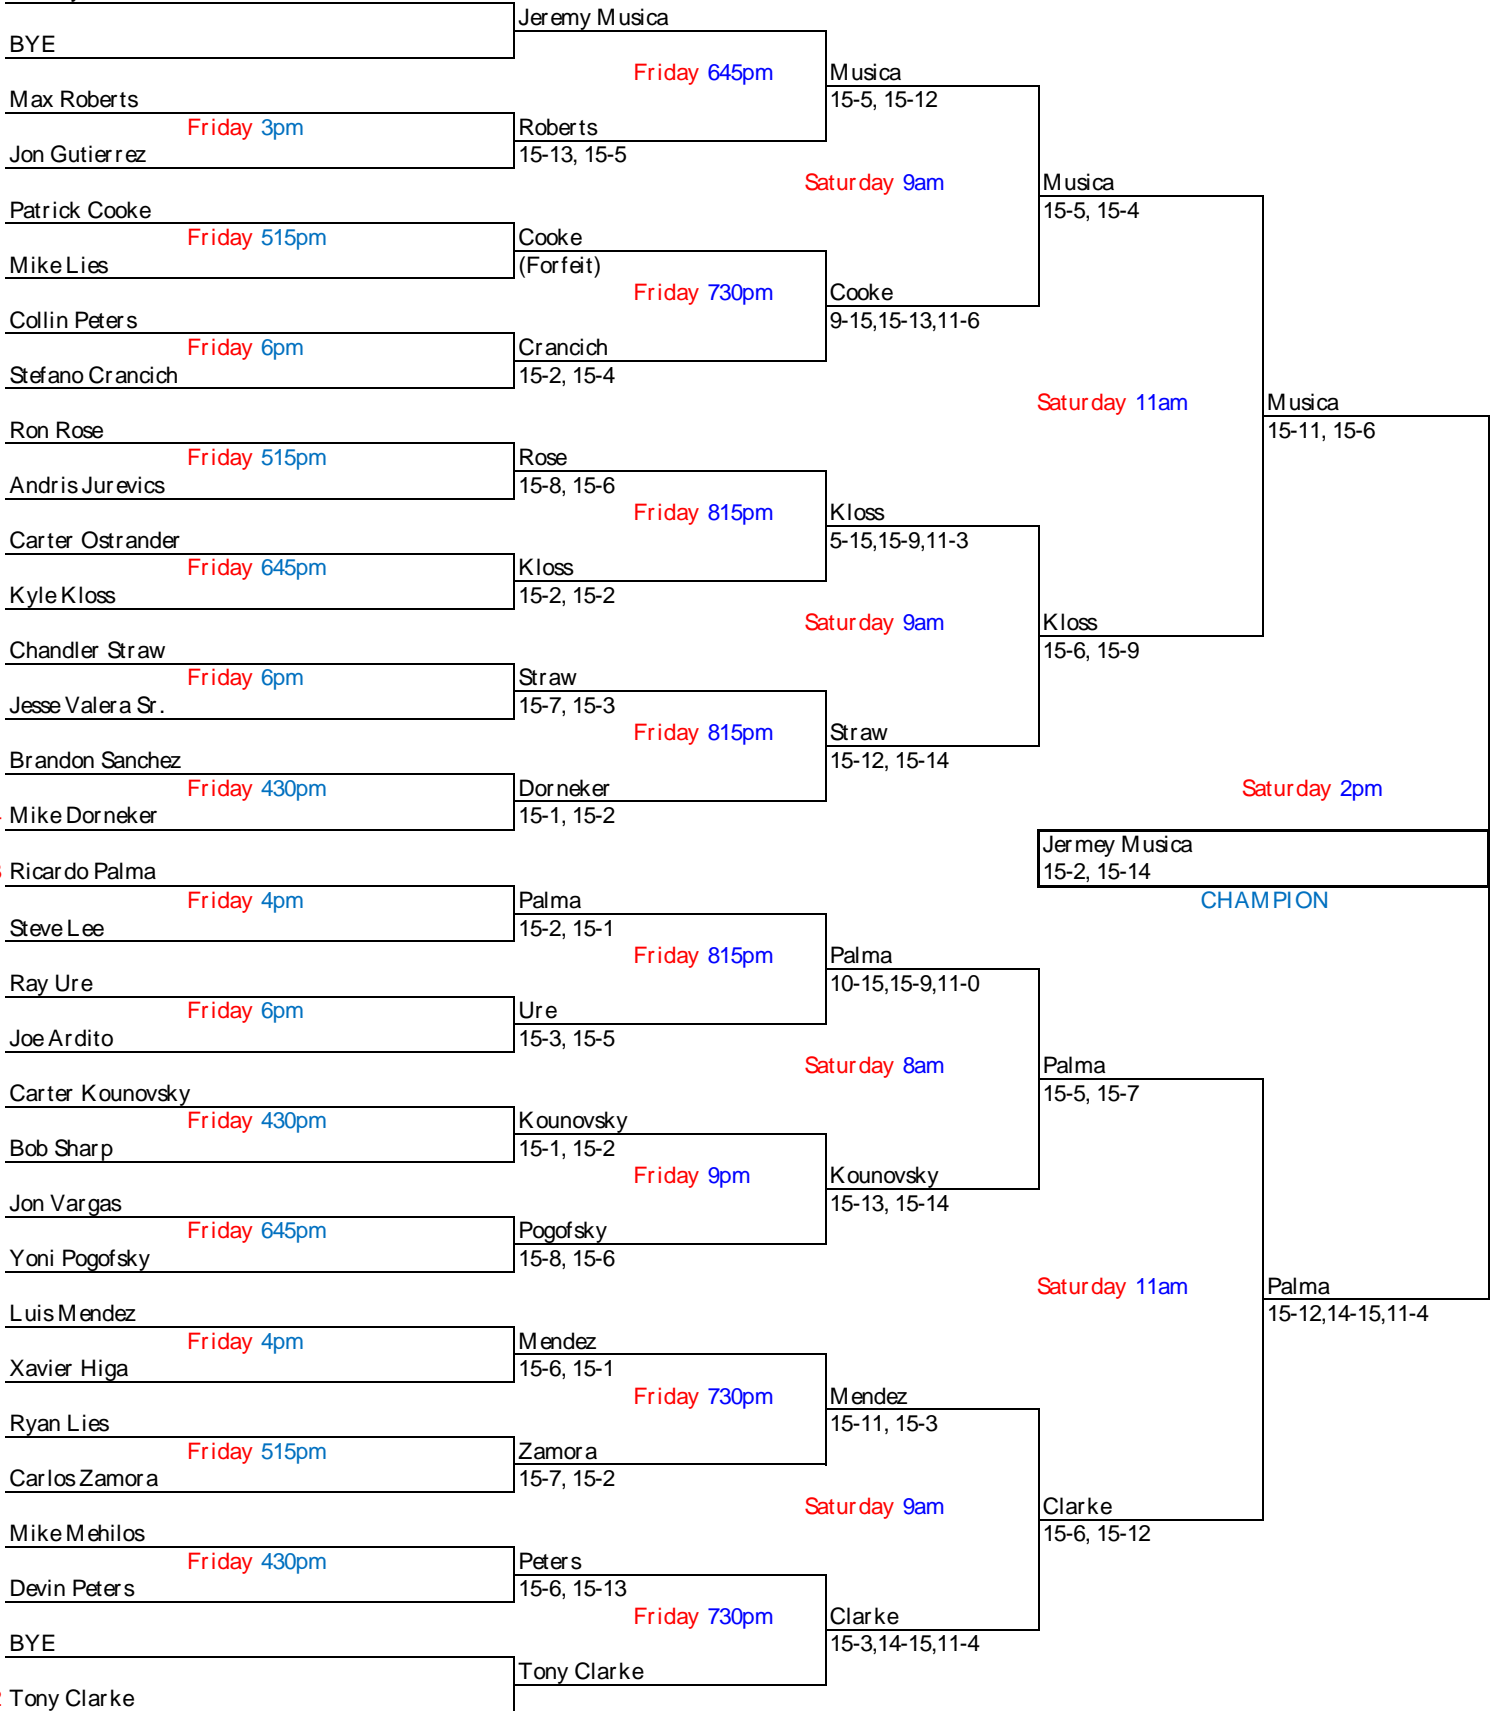 Jeremy Musica
BYE
Friday 645pm
Musica
Max Roberts
15-5, 15-12
Friday 3pm
Roberts
Jon Gutierrez
15-13, 15-5
Saturday 9am
Musica
Patrick Cooke
15-5, 15-4
Friday 515pm
Cooke
Mike Lies
(Forfeit)
Friday 730pm
Cooke
Collin Peters
9-15,15-13,11-6
Friday 6pm
Crancich
Stefano Crancich
15-2, 15-4
Saturday 11am
Musica
Ron Rose
15-11, 15-6
Friday 515pm
Rose
Andris Jurevics
15-8, 15-6
Friday 815pm
Kloss
Carter Ostrander
5-15,15-9,11-3
Friday 645pm
Kloss
Kyle Kloss
15-2, 15-2
Saturday 9am
Kloss
Chandler Straw
15-6, 15-9
Friday 6pm
Straw
Jesse Valera Sr.
15-7, 15-3
Friday 815pm
Straw
Brandon Sanchez
15-12, 15-14
Friday 430pm
Dorneker
Saturday 2pm
Mike Dorneker
15-1, 15-2
Jermey Musica
Ricardo Palma
15-2, 15-14
Friday 4pm
Palma
CHAMPION
Steve Lee
15-2, 15-1
Friday 815pm
Palma
Ray Ure
10-15,15-9,11-0
Friday 6pm
Ure
Joe Ardito
15-3, 15-5
Saturday 8am
Palma
Carter Kounovsky
15-5, 15-7
Friday 430pm
Kounovsky
Bob Sharp
15-1, 15-2
Friday 9pm
Kounovsky
Jon Vargas
15-13, 15-14
Friday 645pm
Pogofsky
Yoni Pogofsky
15-8, 15-6
Saturday 11am
Palma
Luis Mendez
15-12,14-15,11-4
Friday 4pm
Mendez
Xavier Higa
15-6, 15-1
Friday 730pm
Mendez
Ryan Lies
15-11, 15-3
Friday 515pm
Zamora
Carlos Zamora
15-7, 15-2
Saturday 9am
Clarke
Mike Mehilos
15-6, 15-12
Friday 430pm
Peters
Devin Peters
15-6, 15-13
Friday 730pm
Clarke
BYE
15-3,14-15,11-4
Tony Clarke
2 Tony Clarke